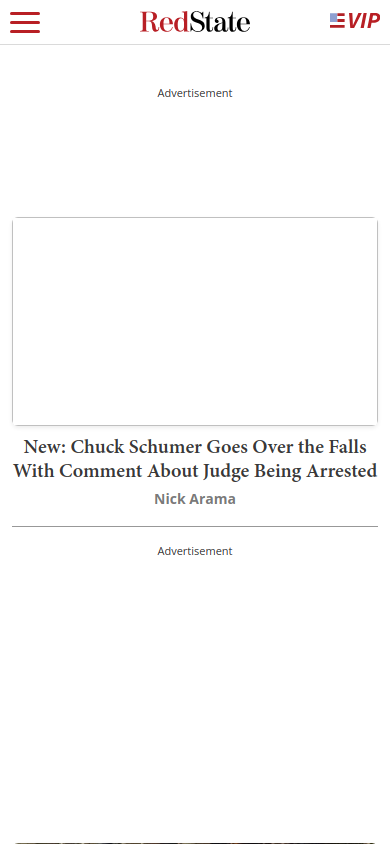 RedState
VIP
Advertisement
New: Chuck Schumer Goes Over the Falls
With Comment About Judge Being Arrested
Nick Arama
Advertisement